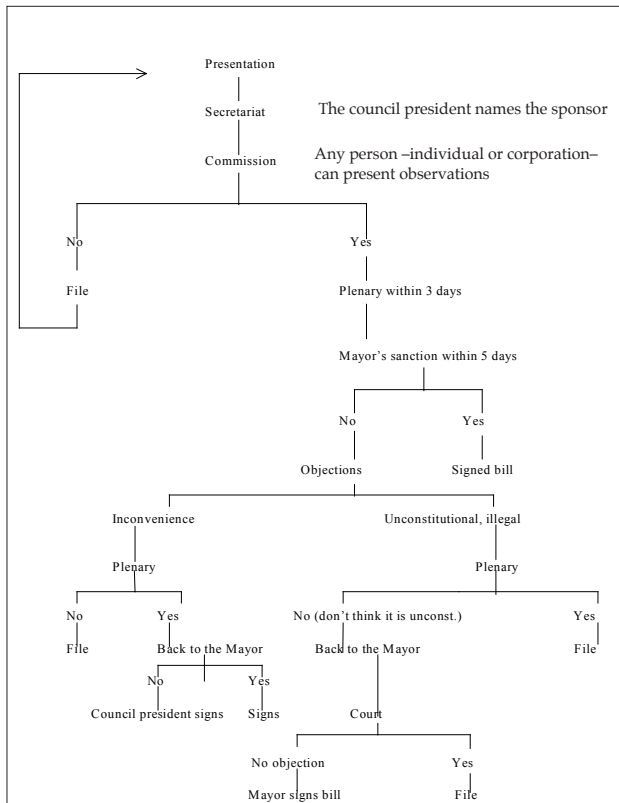 Presentation
Secretariat
The council president names the sponsor
Commission
Any person –individual or corporation–
can present observations
No
Yes
File
Plenary within 3 days
Mayor's sanction within 5 days
No
Yes
Objections
Signed bill
Inconvenience
Unconstitutional, illegal
Plenary
Plenary
No
Yes
No (don't think it is unconst.)
Yes
File
Back to the Mayor
Back to the Mayor
File
No
Yes
Council president signs
Signs
Court
No objection
Yes
Mayor signs bill
File